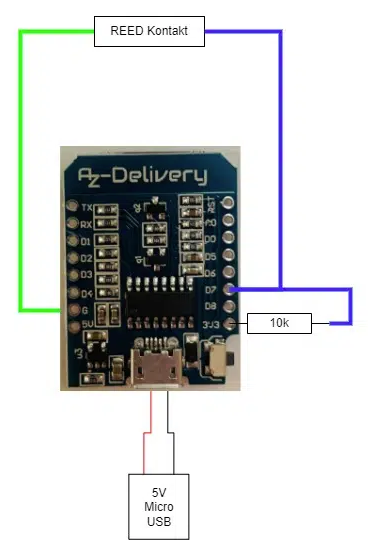 REED Kontakt
Az-Delivery
TX
RST
RX
A0
D1
D0
D2
D5
D3
D6
D4
D7
G
D8
5V
3V3
10k
5V
Micro
USB